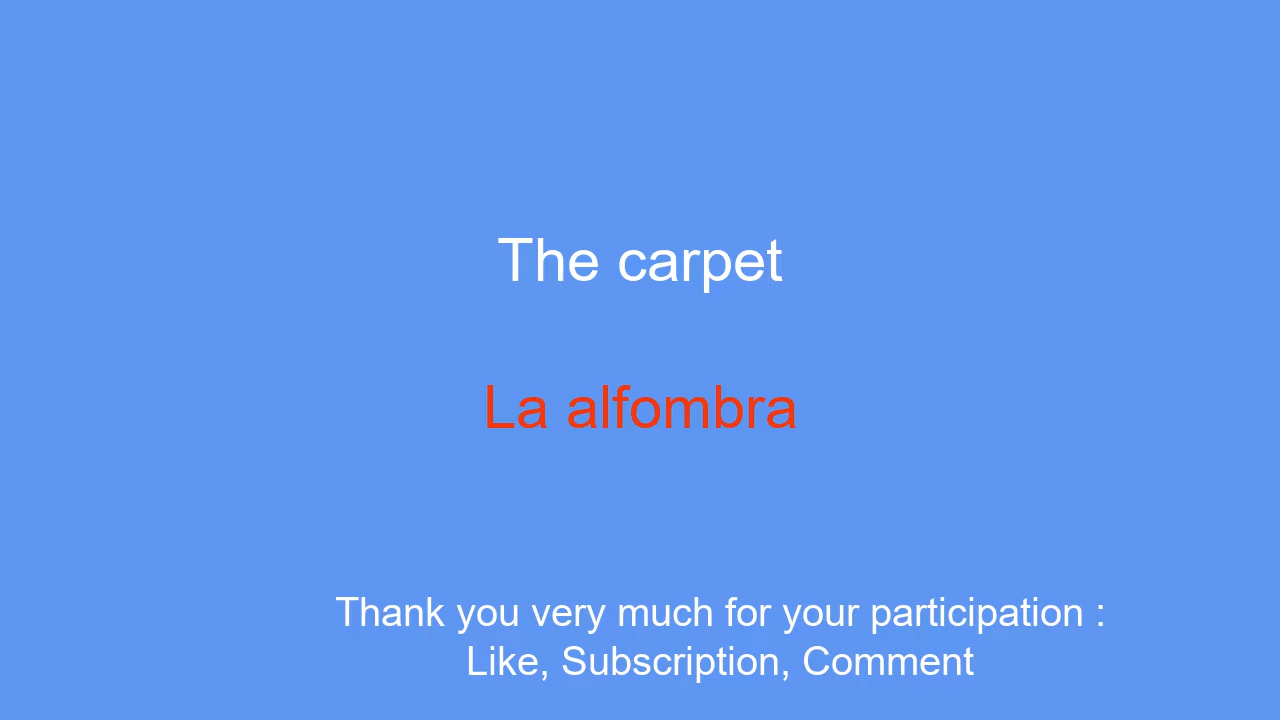 The carpet
La alfombra
Thank you very much for your participation :
Like, Subscription, Comment